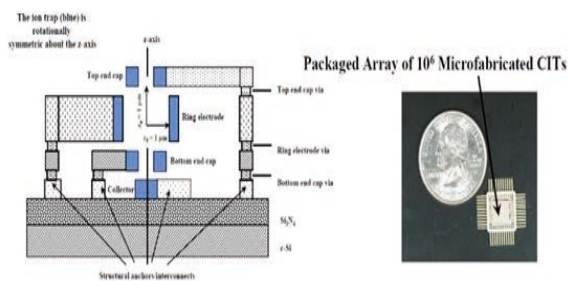 The ion trap (blue) is
rotationally
symmetric about the z-axis
z-axis
Top end cap
Top end cap via
Ring electrode
Ring electrode via
Bottom end cap
Bottom end cap via
Collector
Si₃N₄
c-Si
Structural anchors/interconnects
Packaged Array of 10⁶ Microfabricated CITs